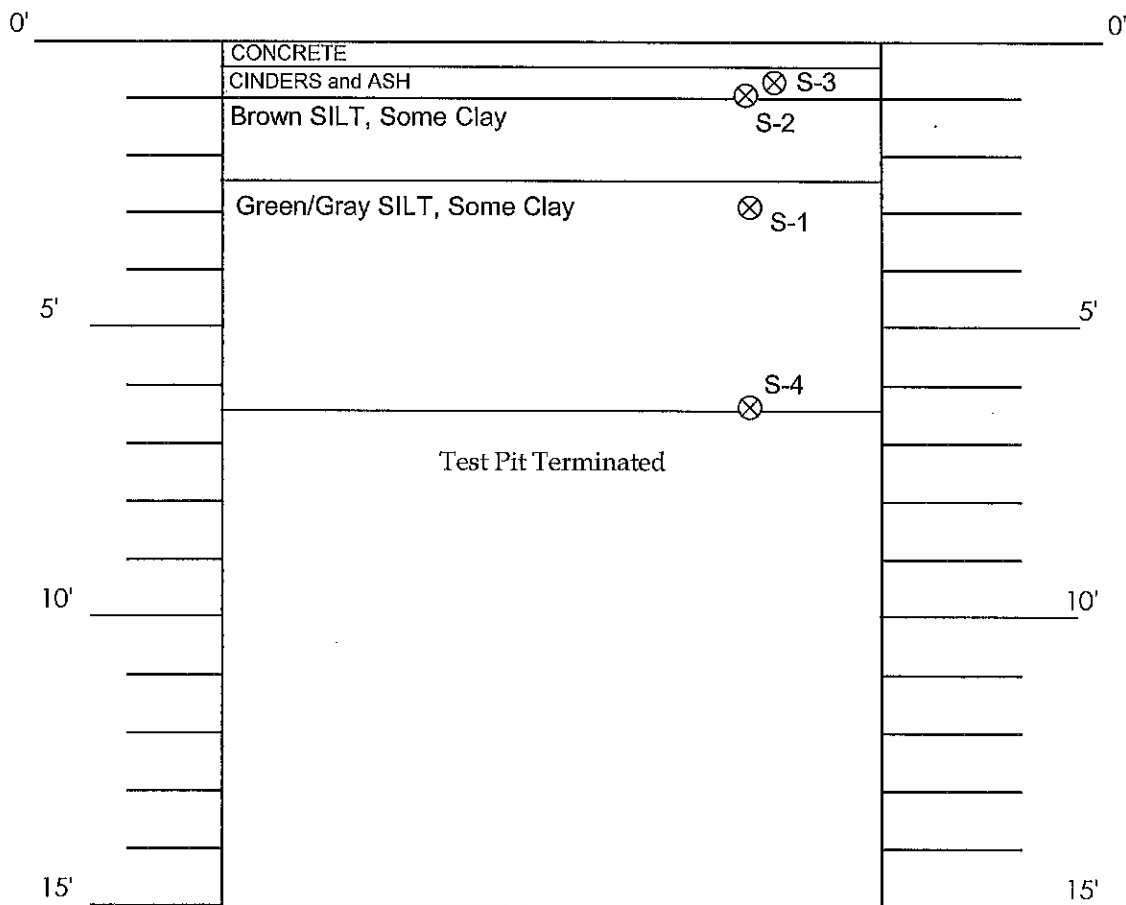 0'
0'
CONCRETE
CINDERS and ASH
S-3
Brown SILT, Some Clay
S-2
Green/Gray SILT, Some Clay
S-1
5'
5'
S-4
Test Pit Terminated
10'
10'
15'
15'